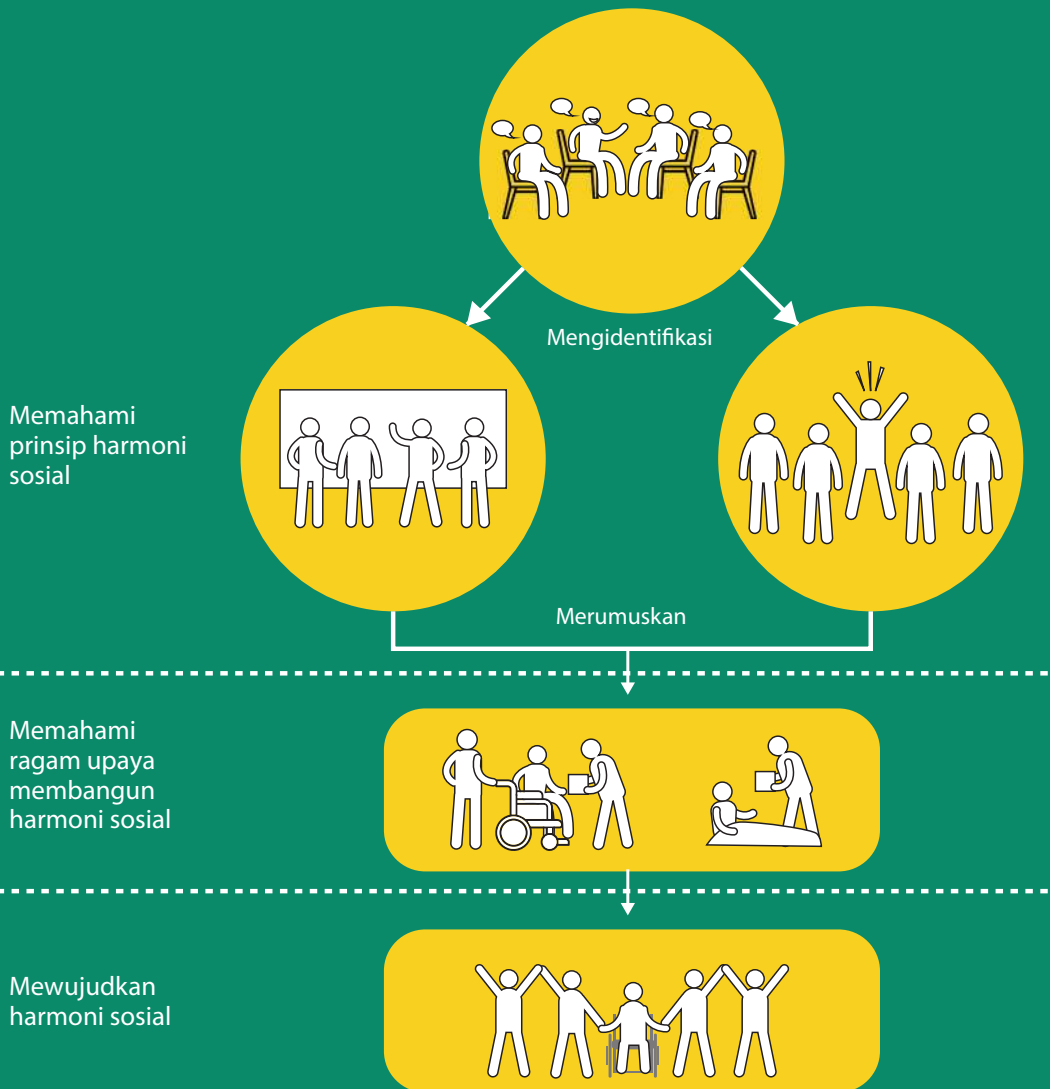 Mengidentifikasi
Memahami
prinsip harmoni
sosial
Merumuskan
Memahami
ragam upaya
membangun
harmoni sosial
Mewujudkan
harmoni sosial